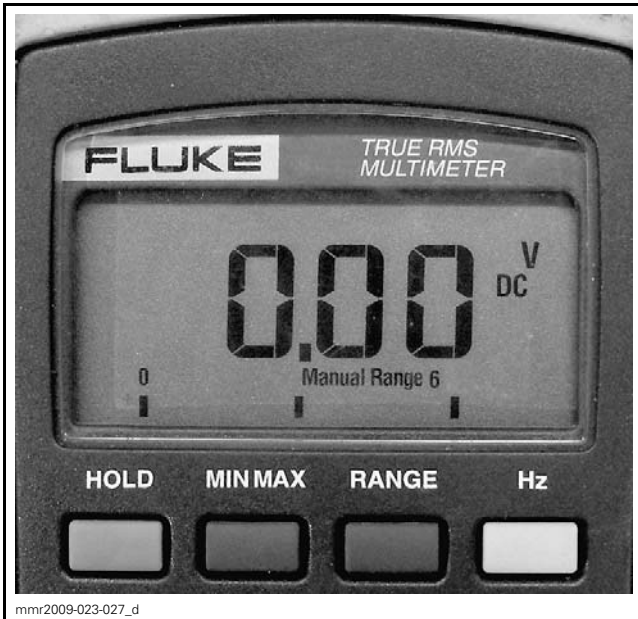 FLUKE
TRUE RMS
MULTIMETER
0.00
V
DC
0
Manual Range 6
HOLD MIN MAX RANGE Hz
mmr2009-023-027_d